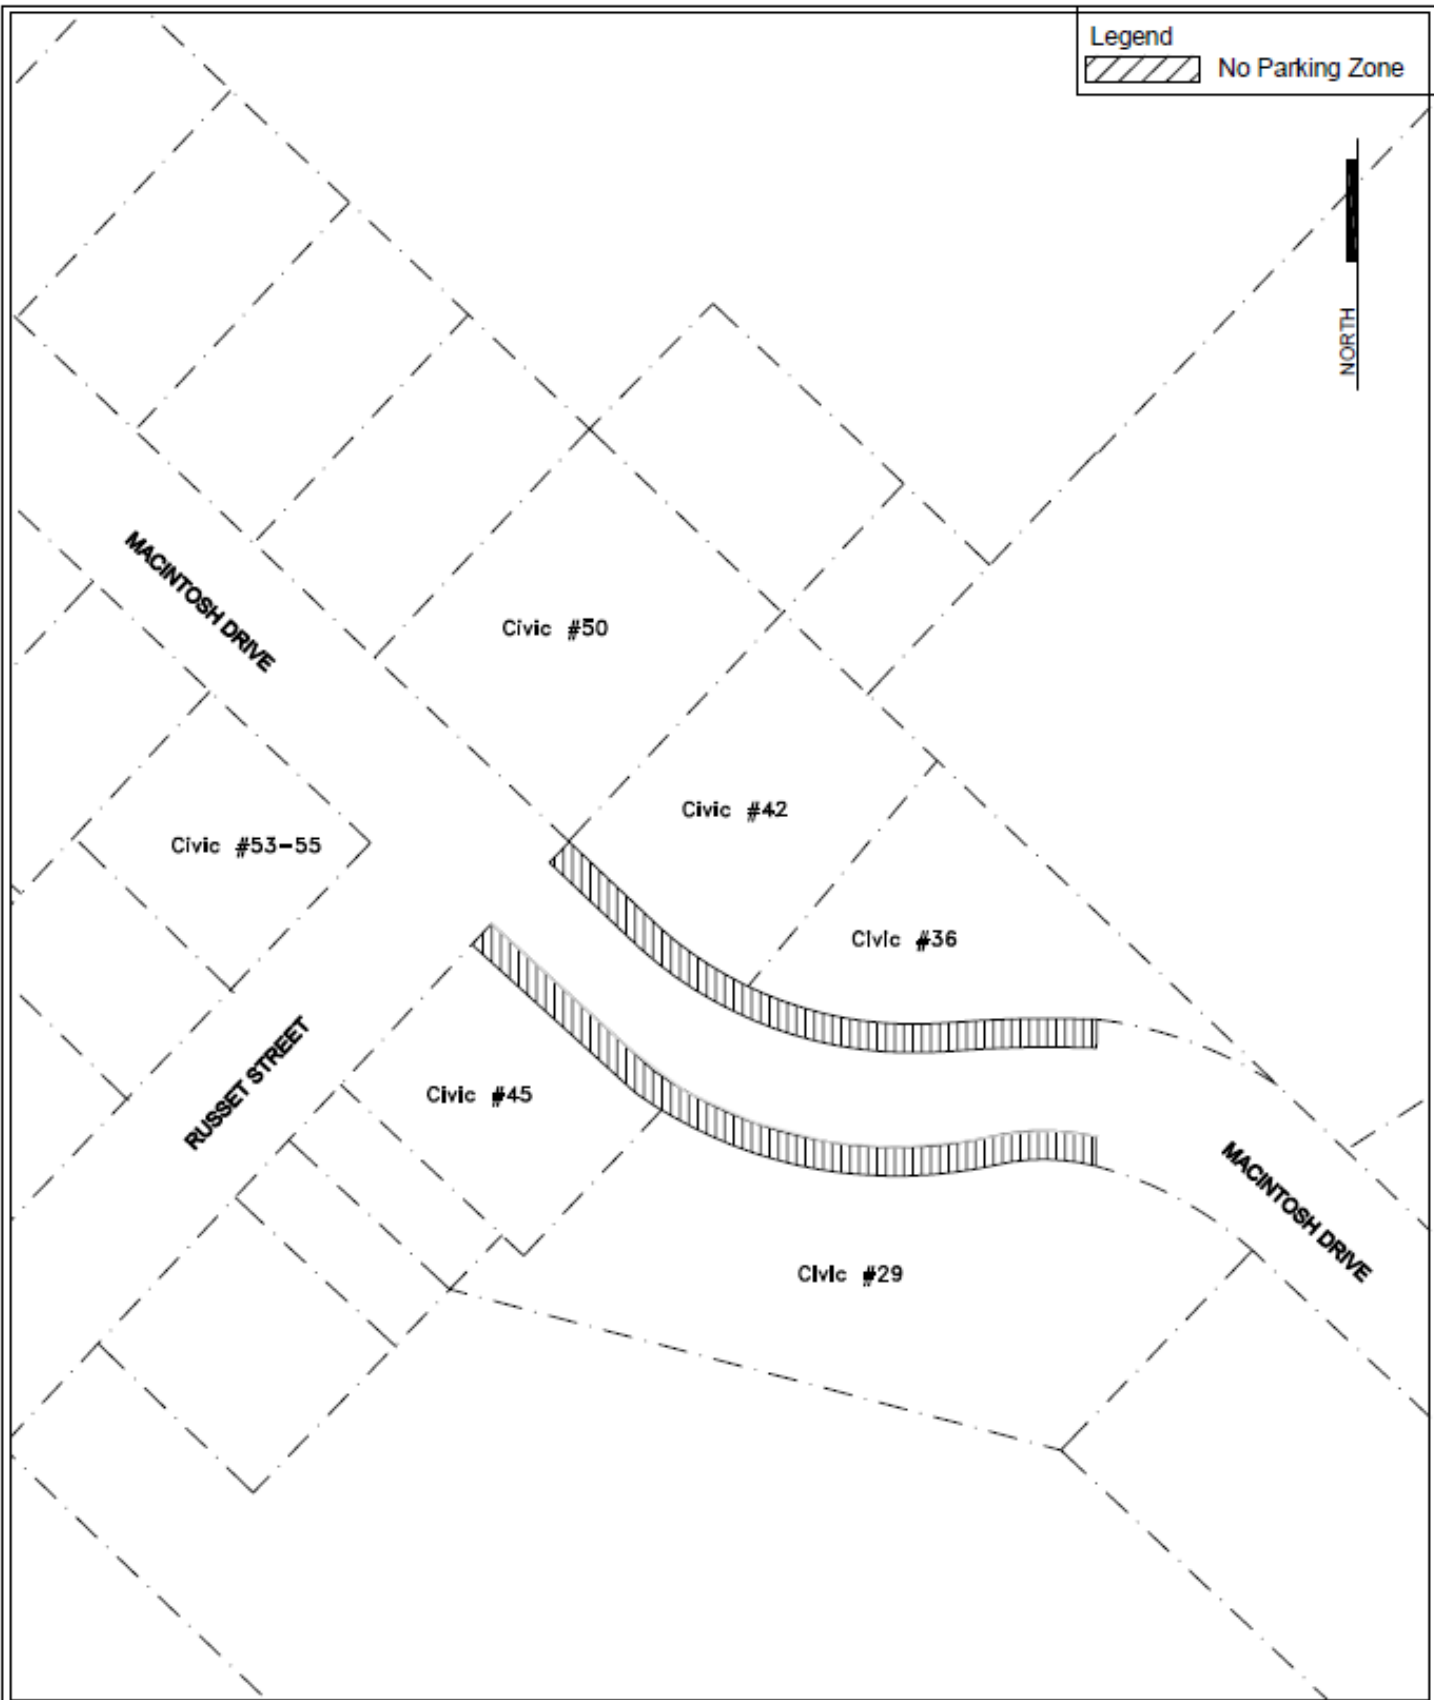 Legend
No Parking Zone
NORTH
MACINTOSH DRIVE
Civic #50
Civic #42
Civic #53-55
Civic #36
RUSSET STREET
Civic #45
MACINTOSH DRIVE
Civic #29